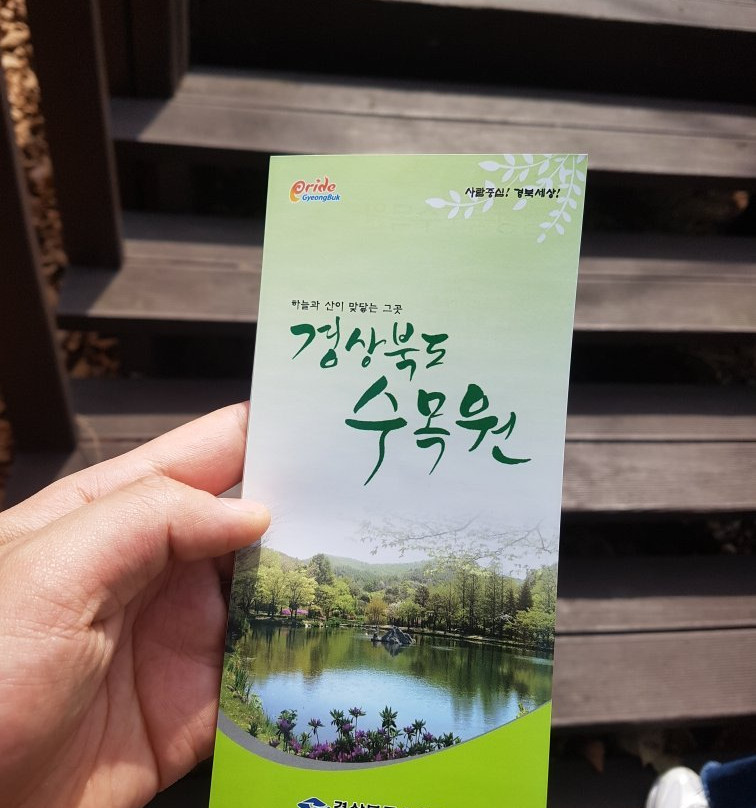 Pride
GyeongBuk
사람중심! 경북세상!
하늘과 산이 맞닿는 그곳
경상북도
수목원